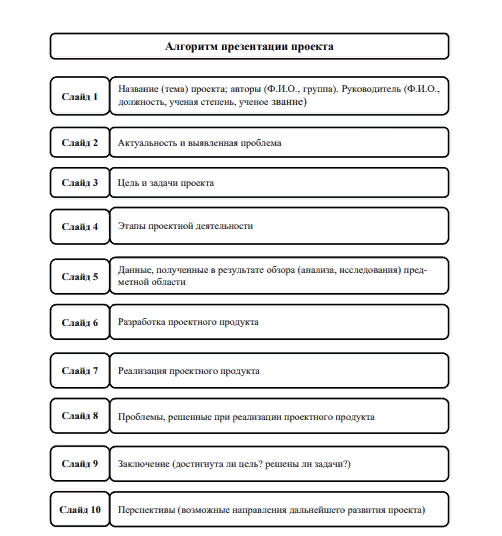 Алгоритм презентации проекта
Слайд 1
Название (тема) проекта; авторы (Ф.И.О., группа). Руководитель (Ф.И.О.,
должность, ученая степень, ученое звание)
Слайд 2
Актуальность и выявленная проблема
Слайд 3
Цель и задачи проекта
Слайд 4
Этапы проектной деятельности
Слайд 5
Данные, полученные в результате обзора (анализа, исследования) пред-
метной области
Слайд 6
Разработка проектного продукта
Слайд 7
Реализация проектного продукта
Слайд 8
Проблемы, решенные при реализации проектного продукта
Слайд 9
Заключение (достигнута ли цель? решены ли задачи?)
Слайд 10
Перспективы (возможные направления дальнейшего развития проекта)